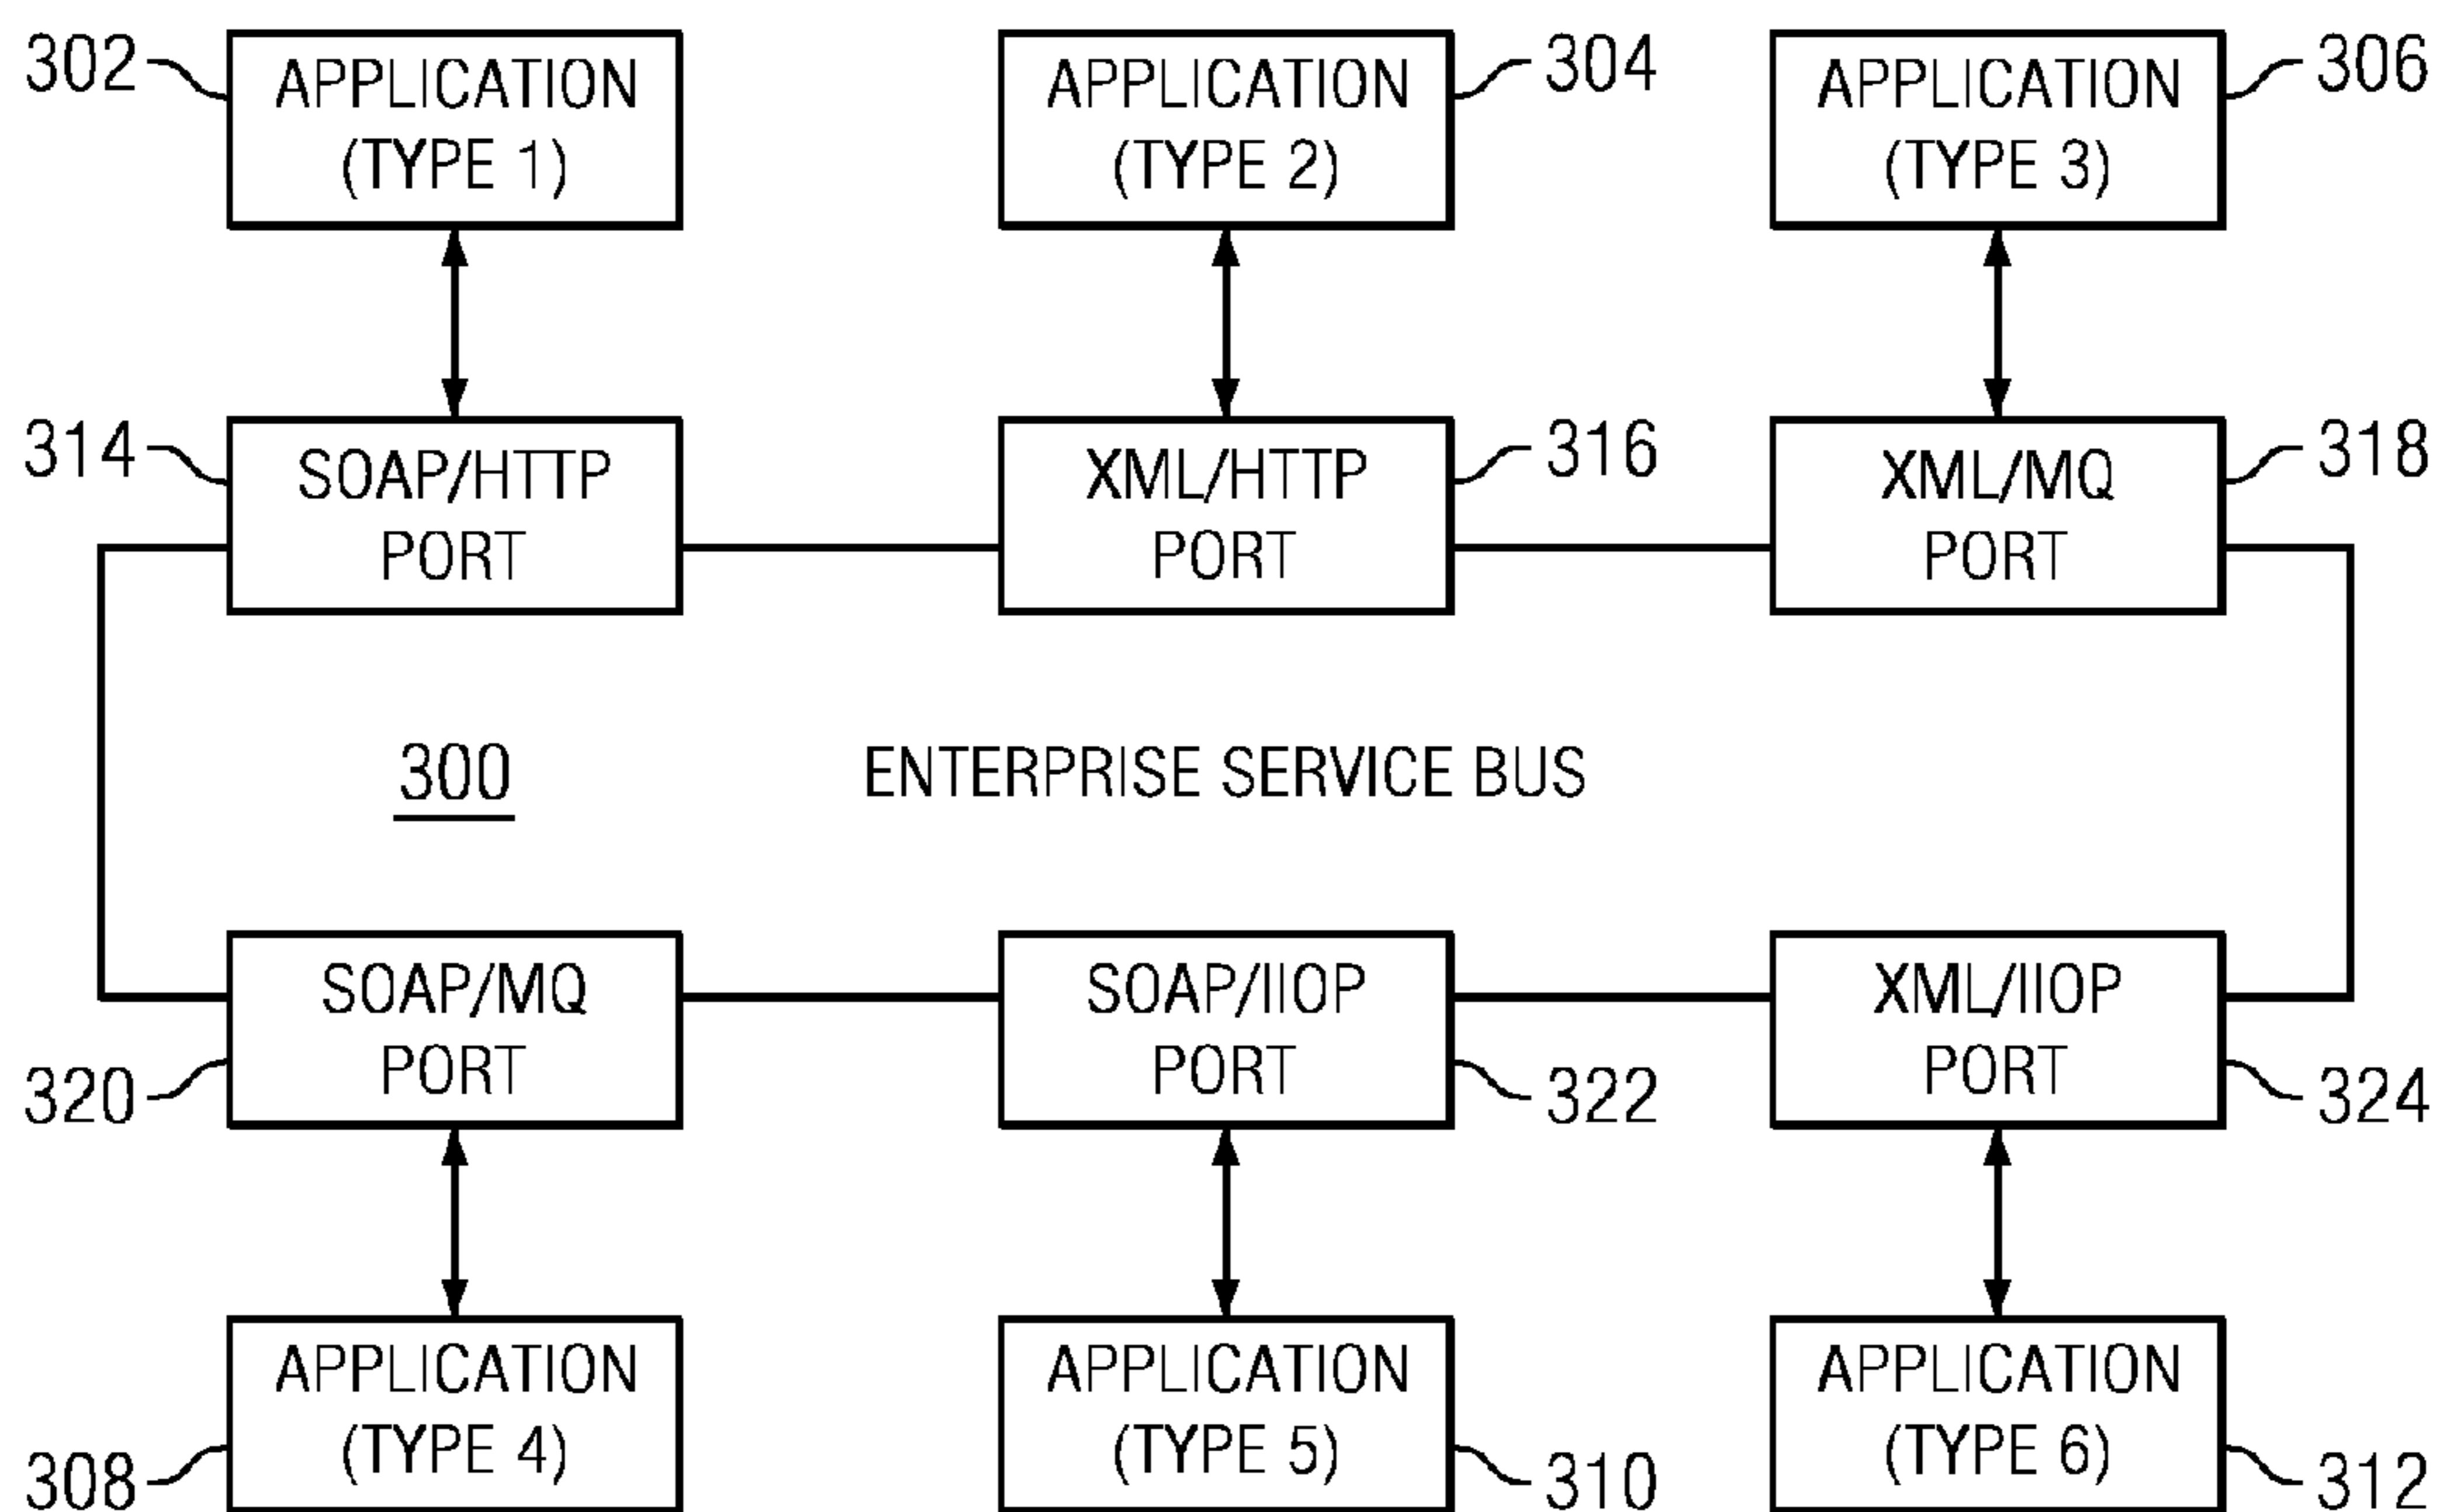 302
APPLICATION
(TYPE 1)
APPLICATION
(TYPE 2)
304
APPLICATION
(TYPE 3)
306
314
SOAP/HTTP
PORT
XML/HTTP
PORT
316
XML/MQ
PORT
318
300
ENTERPRISE SERVICE BUS
SOAP/MQ
PORT
320
SOAP/IIOP
PORT
322
XML/IIOP
PORT
324
APPLICATION
(TYPE 4)
308
APPLICATION
(TYPE 5)
310
APPLICATION
(TYPE 6)
312